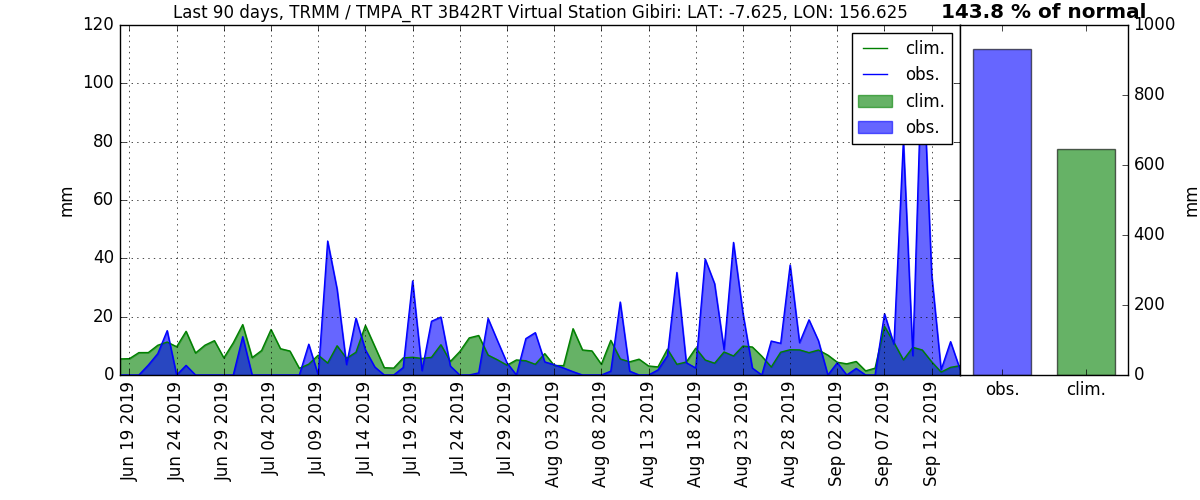 Last 90 days, TRMM / TMPA_RT 3B42RT Virtual Station Gibiri: LAT: -7.625, LON: 156.625
143.8 % of normal
120
100
80
60
40
20
0
mm
clim.
obs.
clim.
obs.
1000
800
600
400
200
0
mm
obs.
clim.
Jun 19 2019
Jun 24 2019
Jun 29 2019
Jul 04 2019
Jul 09 2019
Jul 14 2019
Jul 19 2019
Jul 24 2019
Jul 29 2019
Aug 03 2019
Aug 08 2019
Aug 13 2019
Aug 18 2019
Aug 23 2019
Aug 28 2019
Sep 02 2019
Sep 07 2019
Sep 12 2019